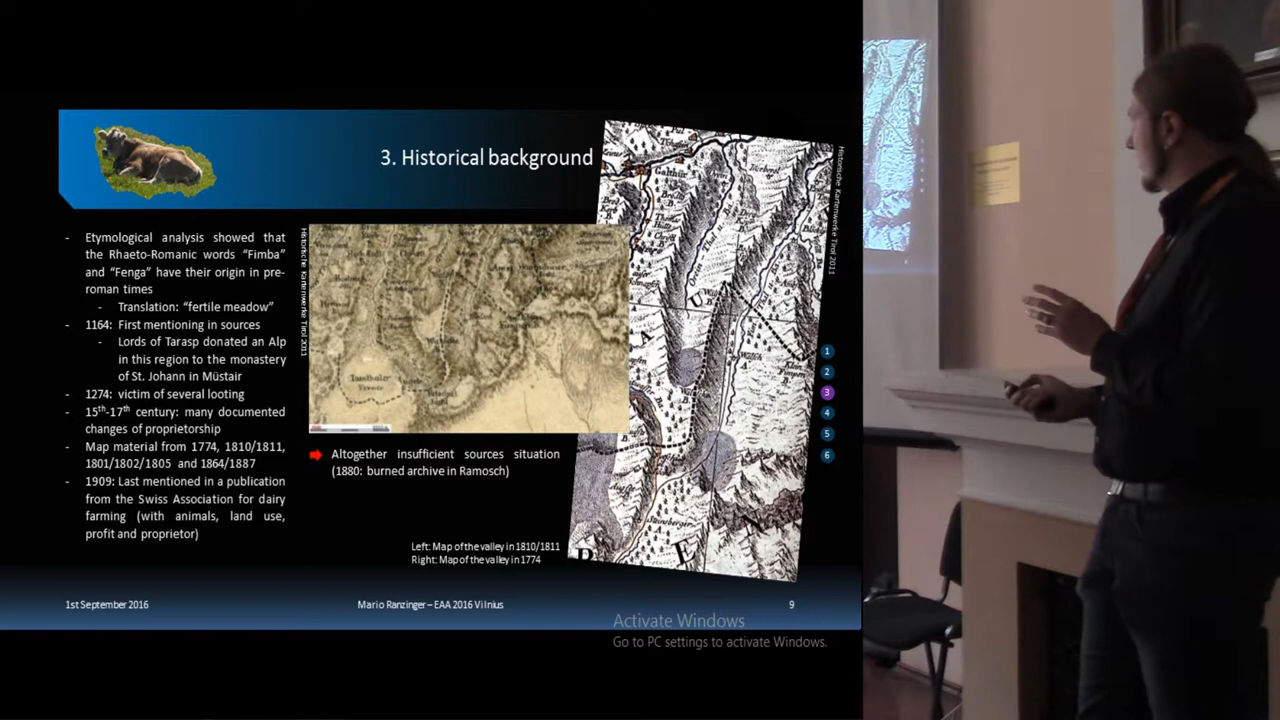 3. Historical background
- Etymological analysis showed that
the Rhaeto-Romanic words “Fimba”
and “Fenga” have their origin in pre-
roman times
- Translation: “fertile meadow”
- 1164: First mentioning in sources
- Lords of Tarasp donated an Alp
in this region to the monastery
of St. Johann in Müstair
- 1274: victim of several looting
- 15th-17th century: many documented
changes of proprietorship
- Map material from 1774, 1810/1811,
1801/1802/1805 and 1864/1887
- 1909: Last mentioned in a publication
from the Swiss Association for dairy
farming (with animals, land use,
profit and proprietor)
Historische Kartenwerke Tirol 2011
Altogether insufficient sources situation
(1880: burned archive in Ramosch)
Left: Map of the valley in 1810/1811
Right: Map of the valley in 1774
Historische Kartenwerke Tirol 2011
Galthür
1
2
3
4
5
6
1st September 2016
Mario Ranzinger – EAA 2016 Vilnius
9
Activate Windows
Go to PC settings to activate Windows.